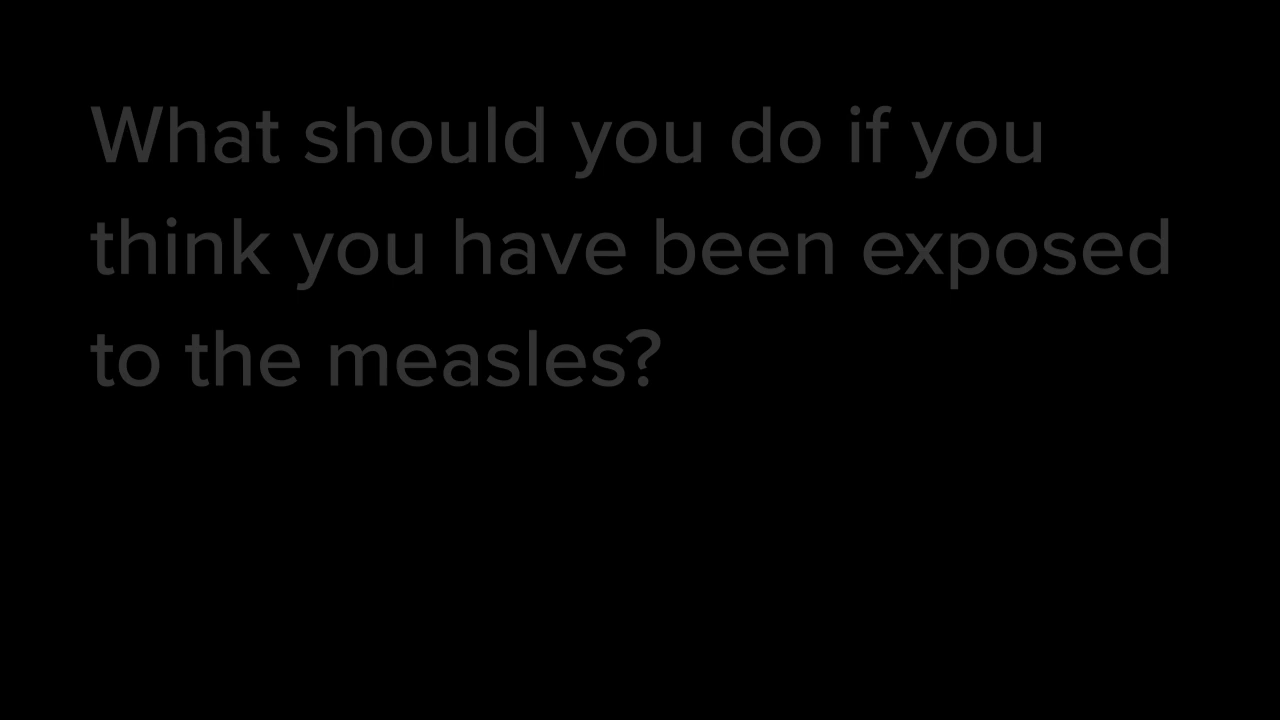 What should you do if you
think you have been exposed
to the measles?